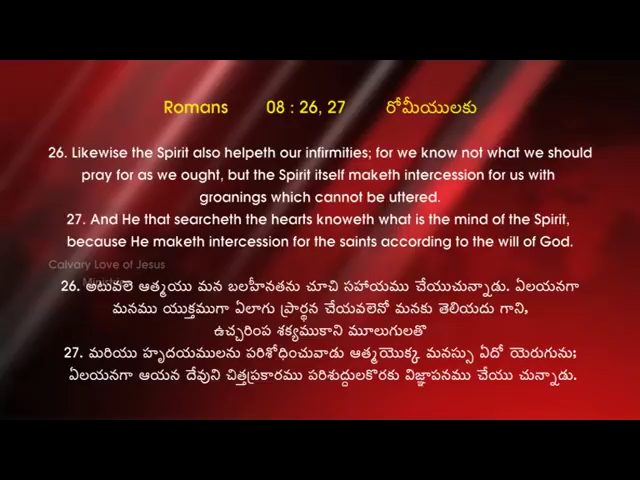 Romans 08 : 26, 27 రోమీయులకు
26. Likewise the Spirit also helpeth our infirmities; for we know not what we should
pray for as we ought, but the Spirit itself maketh intercession for us with
groanings which cannot be uttered.
27. And He that searcheth the hearts knoweth what is the mind of the Spirit,
because He maketh intercession for the saints according to the will of God.
Calvary Love of Jesus
26. అటువలె ఆత్మయు మన బలహీనతను చూచి సహాయము చేయుచున్నాడు. ఏలయనగా
మనము యుక్తముగా ఏలాగు ప్రార్థన చేయవలెనో మనకు తెలియదు గాని,
ఉచ్చరింప శక్యముకాని మూలుగులతొ
27. మరియు హృదయములను పరిశోధించువాడు ఆత్మయొక్క మనస్సు ఏదో యెరుగును;
ఏలయనగా ఆయన దేవుని చిత్తప్రకారము పరిశుద్దులకొరకు విజ్ఞాపనము చేయు చున్నాడు.